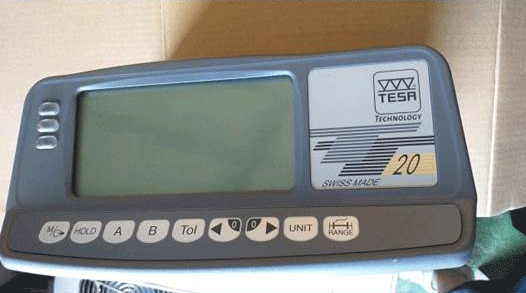 TESA
TECHNOLOGY
20
SWISS MADE
HOLD A B Tol 0 0 UNIT RANGE